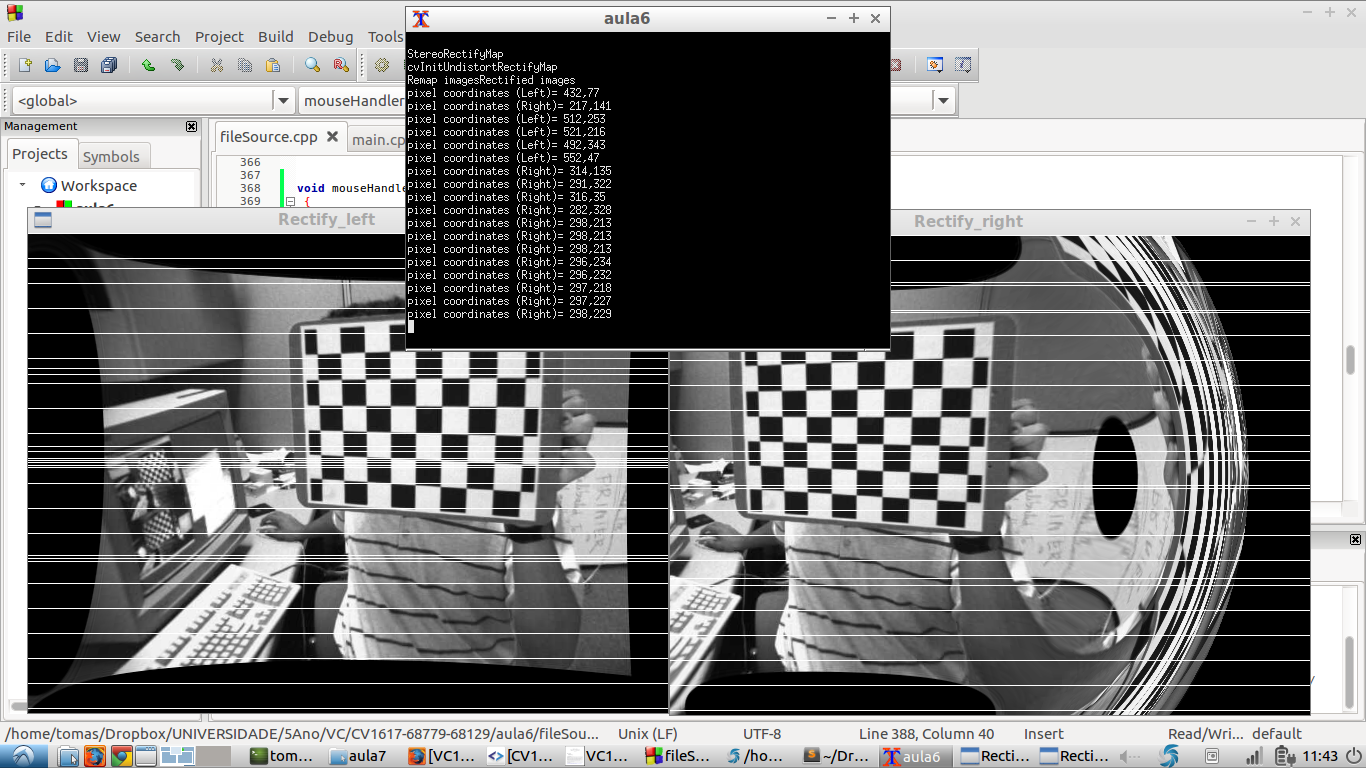 aula6
File Edit View Search Project Build Debug Tools
StereoRectifyMap
cvInitUndistortRectifyMap
Remap imagesRectified images
pixel coordinates (Left)= 432,77
pixel coordinates (Right)= 217,141
pixel coordinates (Left)= 512,253
pixel coordinates (Left)= 521,216
pixel coordinates (Left)= 492,343
pixel coordinates (Left)= 552,47
pixel coordinates (Right)= 314,135
pixel coordinates (Right)= 291,322
pixel coordinates (Right)= 316,35
pixel coordinates (Right)= 282,328
pixel coordinates (Right)= 298,213
pixel coordinates (Right)= 298,213
pixel coordinates (Right)= 298,213
pixel coordinates (Right)= 296,234
pixel coordinates (Right)= 296,232
pixel coordinates (Right)= 297,218
pixel coordinates (Right)= 297,227
pixel coordinates (Right)= 298,229
<global> mouseHandler
Management
Projects Symbols
Workspace
aula6
fileSource.cpp main.cp
366
367
368 void mouseHandle
369 {
Rectify_left
Rectify_right
PRINTER
/home/tomas/Dropbox/UNIVERSIDADE/5Ano/VC/CV1617-68779-68129/aula6/fileSou... Unix (LF) UTF-8 Line 388, Column 40 Insert Read/Wri... default
tom... aula7 [VC1... [CV1... VC1... fileS... /ho... ~/Dr... aula6 Recti... Recti... 11:43